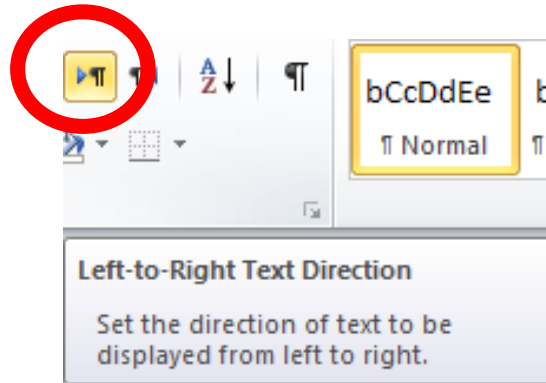 bCcDdEe
¶ Normal
Left-to-Right Text Direction
Set the direction of text to be
displayed from left to right.